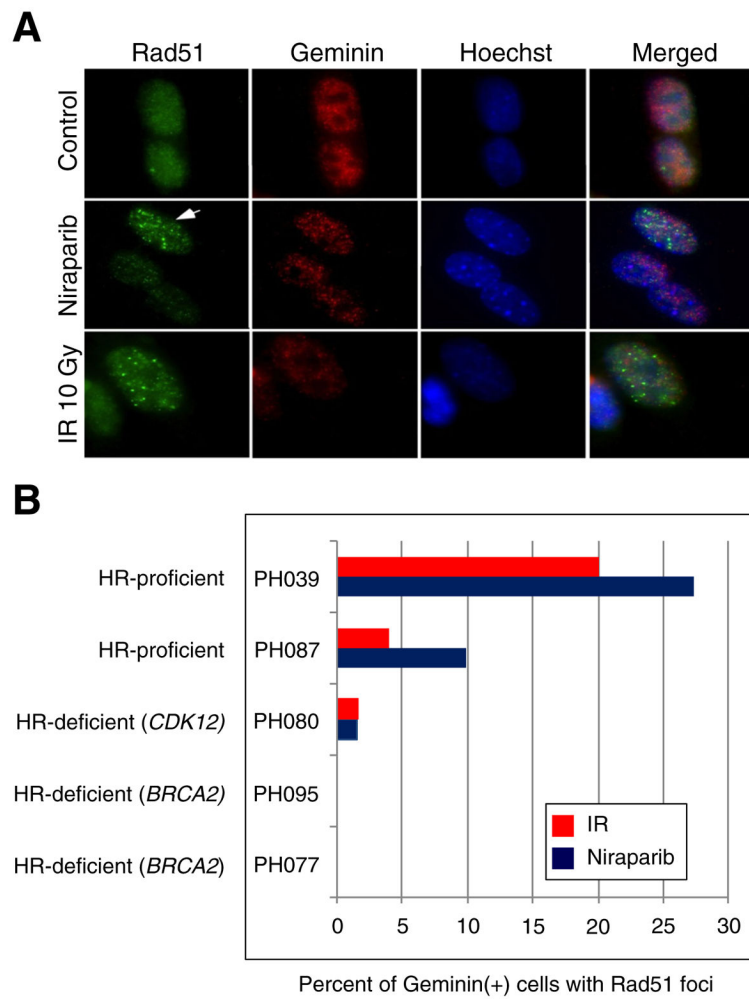 A
Rad51 Geminin Hoechst Merged
Control
Niraparib
IR 10 Gy
B
HR-proficient PH039
HR-proficient PH087
HR-deficient (CDK12) PH080
HR-deficient (BRCA2) PH095
HR-deficient (BRCA2) PH077
IR
Niraparib
0 5 10 15 20 25 30
Percent of Geminin(+) cells with Rad51 foci